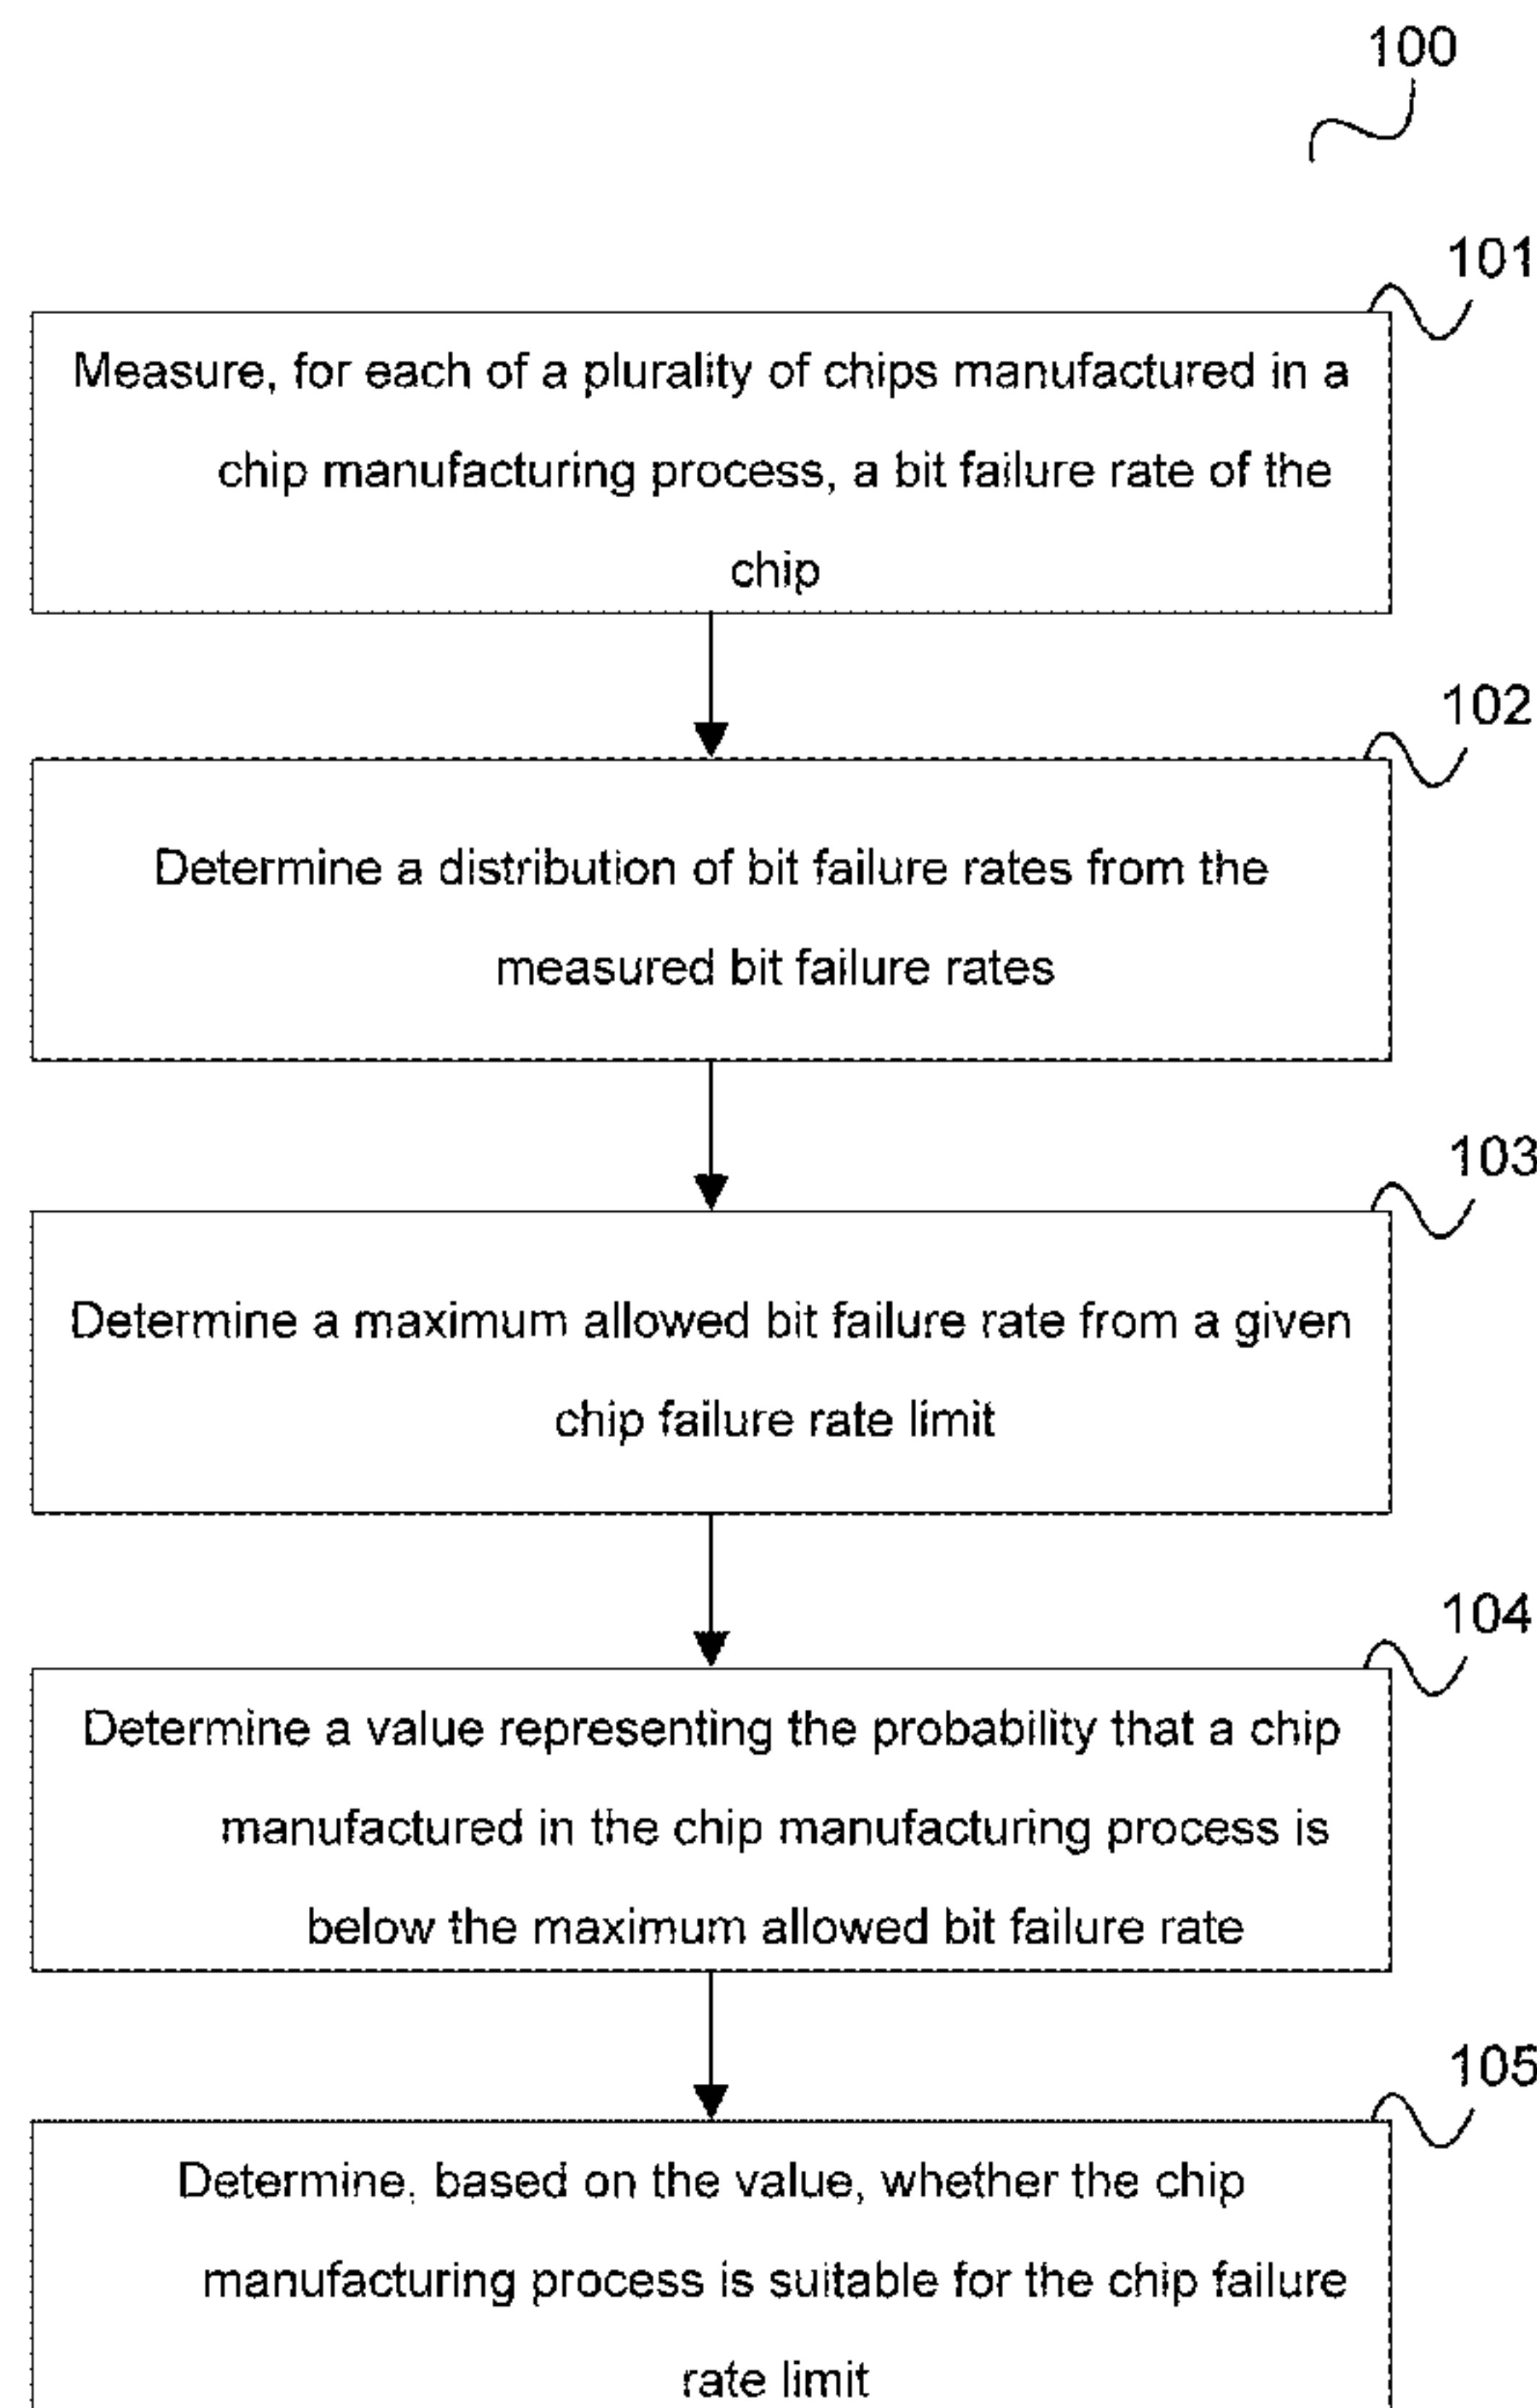 100
101
Measure, for each of a plurality of chips manufactured in a
chip manufacturing process, a bit failure rate of the
chip
102
Determine a distribution of bit failure rates from the
measured bit failure rates
103
Determine a maximum allowed bit failure rate from a given
chip failure rate limit
104
Determine a value representing the probability that a chip
manufactured in the chip manufacturing process is
below the maximum allowed bit failure rate
105
Determine, based on the value, whether the chip
manufacturing process is suitable for the chip failure
rate limit